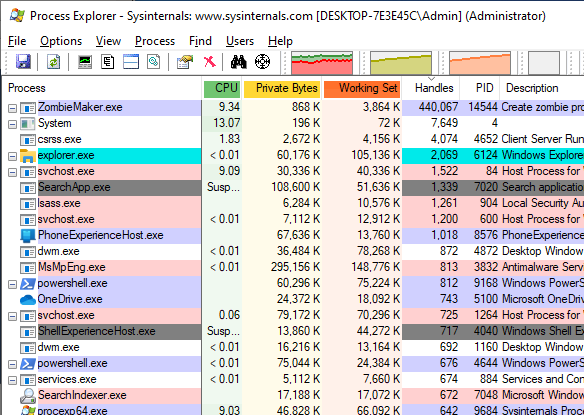 Process Explorer - Sysinternals: www.sysinternals.com [DESKTOP-7E3E45C\Admin] (Administrator)
File Options View Process Find Users Help
Process CPU Private Bytes Working Set Handles PID Description
ZombieMaker.exe 9.34 868 K 3,864 K 440,067 14544 Create zombie pro
System 13.07 196 K 72 K 7,649 4
csrss.exe 1.83 2,672 K 4,156 K 4,074 4652 Client Server Run
explorer.exe < 0.01 60,176 K 105,136 K 2,069 6124 Windows Explore
svchost.exe 9.09 30,336 K 40,336 K 1,522 84 Host Process for
SearchApp.exe Susp... 108,600 K 51,636 K 1,339 7020 Search application
lsass.exe 6,284 K 10,576 K 1,261 904 Local Security Aut
svchost.exe < 0.01 7,112 K 12,912 K 1,200 600 Host Process for
PhoneExperienceHost.exe 67,636 K 13,760 K 1,018 8576 PhoneExperience
dwm.exe < 0.01 36,484 K 78,268 K 872 4872 Desktop Window
MsMpEng.exe < 0.01 295,156 K 148,776 K 813 3832 Antimalware Servi
powershell.exe 60,296 K 75,224 K 812 9168 Windows PowerS
OneDrive.exe 24,372 K 18,092 K 743 5100 Microsoft OneDriv
svchost.exe 0.06 79,172 K 70,296 K 725 1264 Host Process for
ShellExperienceHost.exe Susp... 13,860 K 44,272 K 717 4040 Windows Shell Ex
dwm.exe < 0.01 16,216 K 13,164 K 692 1160 Desktop Window
powershell.exe < 0.01 75,044 K 24,384 K 676 4644 Windows PowerS
services.exe < 0.01 5,112 K 7,660 K 674 884 Services and Con
SearchIndexer.exe 17,188 K 17,072 K 672 7048 Microsoft Window
procexp64.exe 9.03 46,828 K 66,092 K 642 9684 Sysinternals Proce